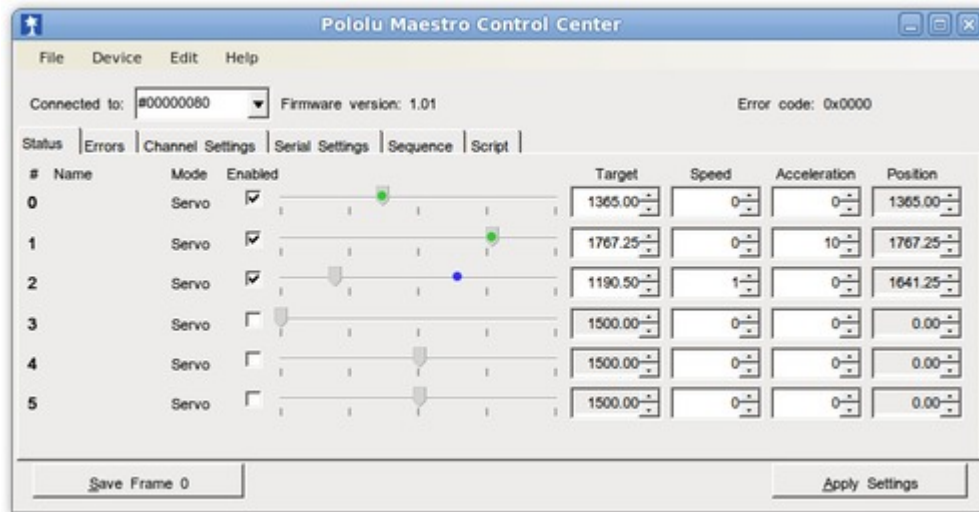 Pololu Maestro Control Center
File Device Edit Help
Connected to: #00000080 Firmware version: 1.01 Error code: 0x0000
Status Errors Channel Settings Serial Settings Sequence Script
# Name Mode Enabled Target Speed Acceleration Position
0 Servo 1365.00 0 0 1365.00
1 Servo 1767.25 0 10 1767.25
2 Servo 1190.50 1 0 1641.25
3 Servo 1500.00 0 0 0.00
4 Servo 1500.00 0 0 0.00
5 Servo 1500.00 0 0 0.00
Save Frame 0 Apply Settings